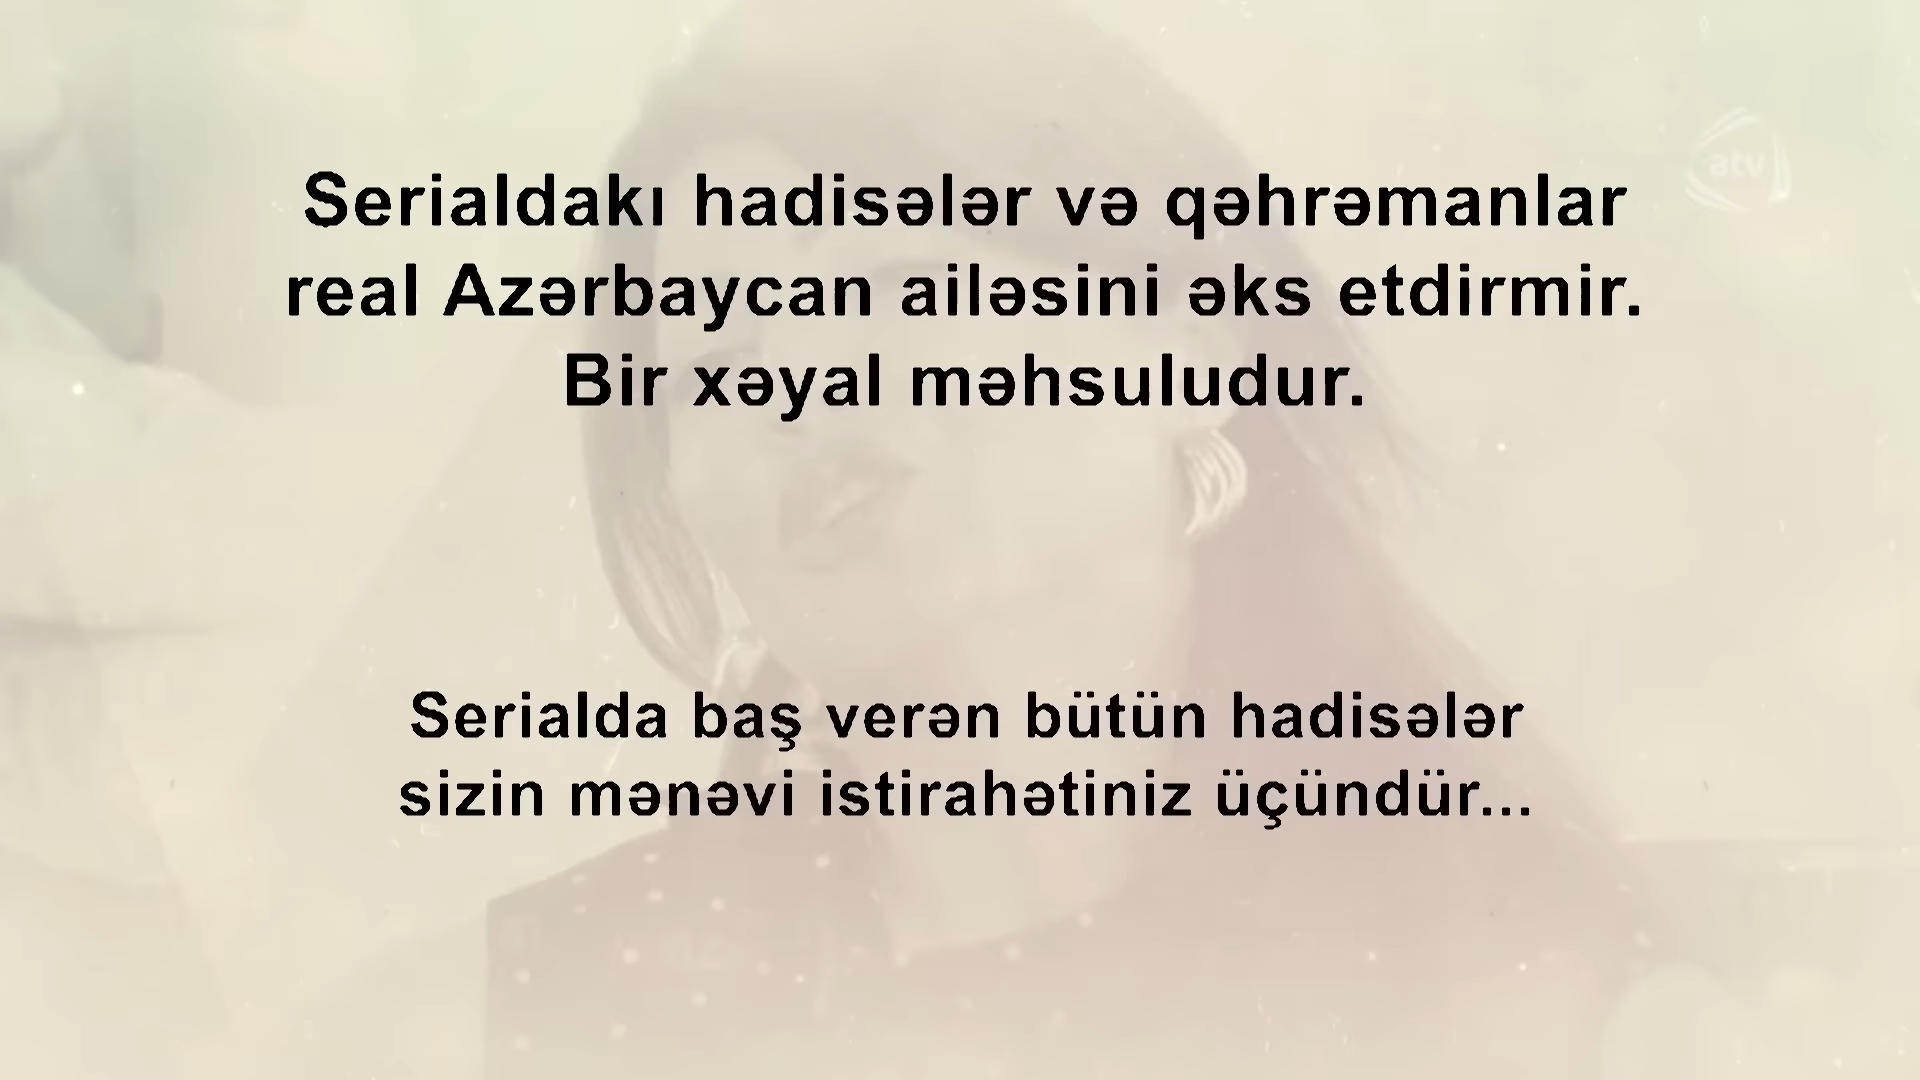 atv
Serialdakı hadisələr və qəhrəmanlar
real Azərbaycan ailəsini əks etdirmir.
Bir xəyal məhsuludur.
Serialda baş verən bütün hadisələr
sizin mənəvi istirahətiniz üçündür...